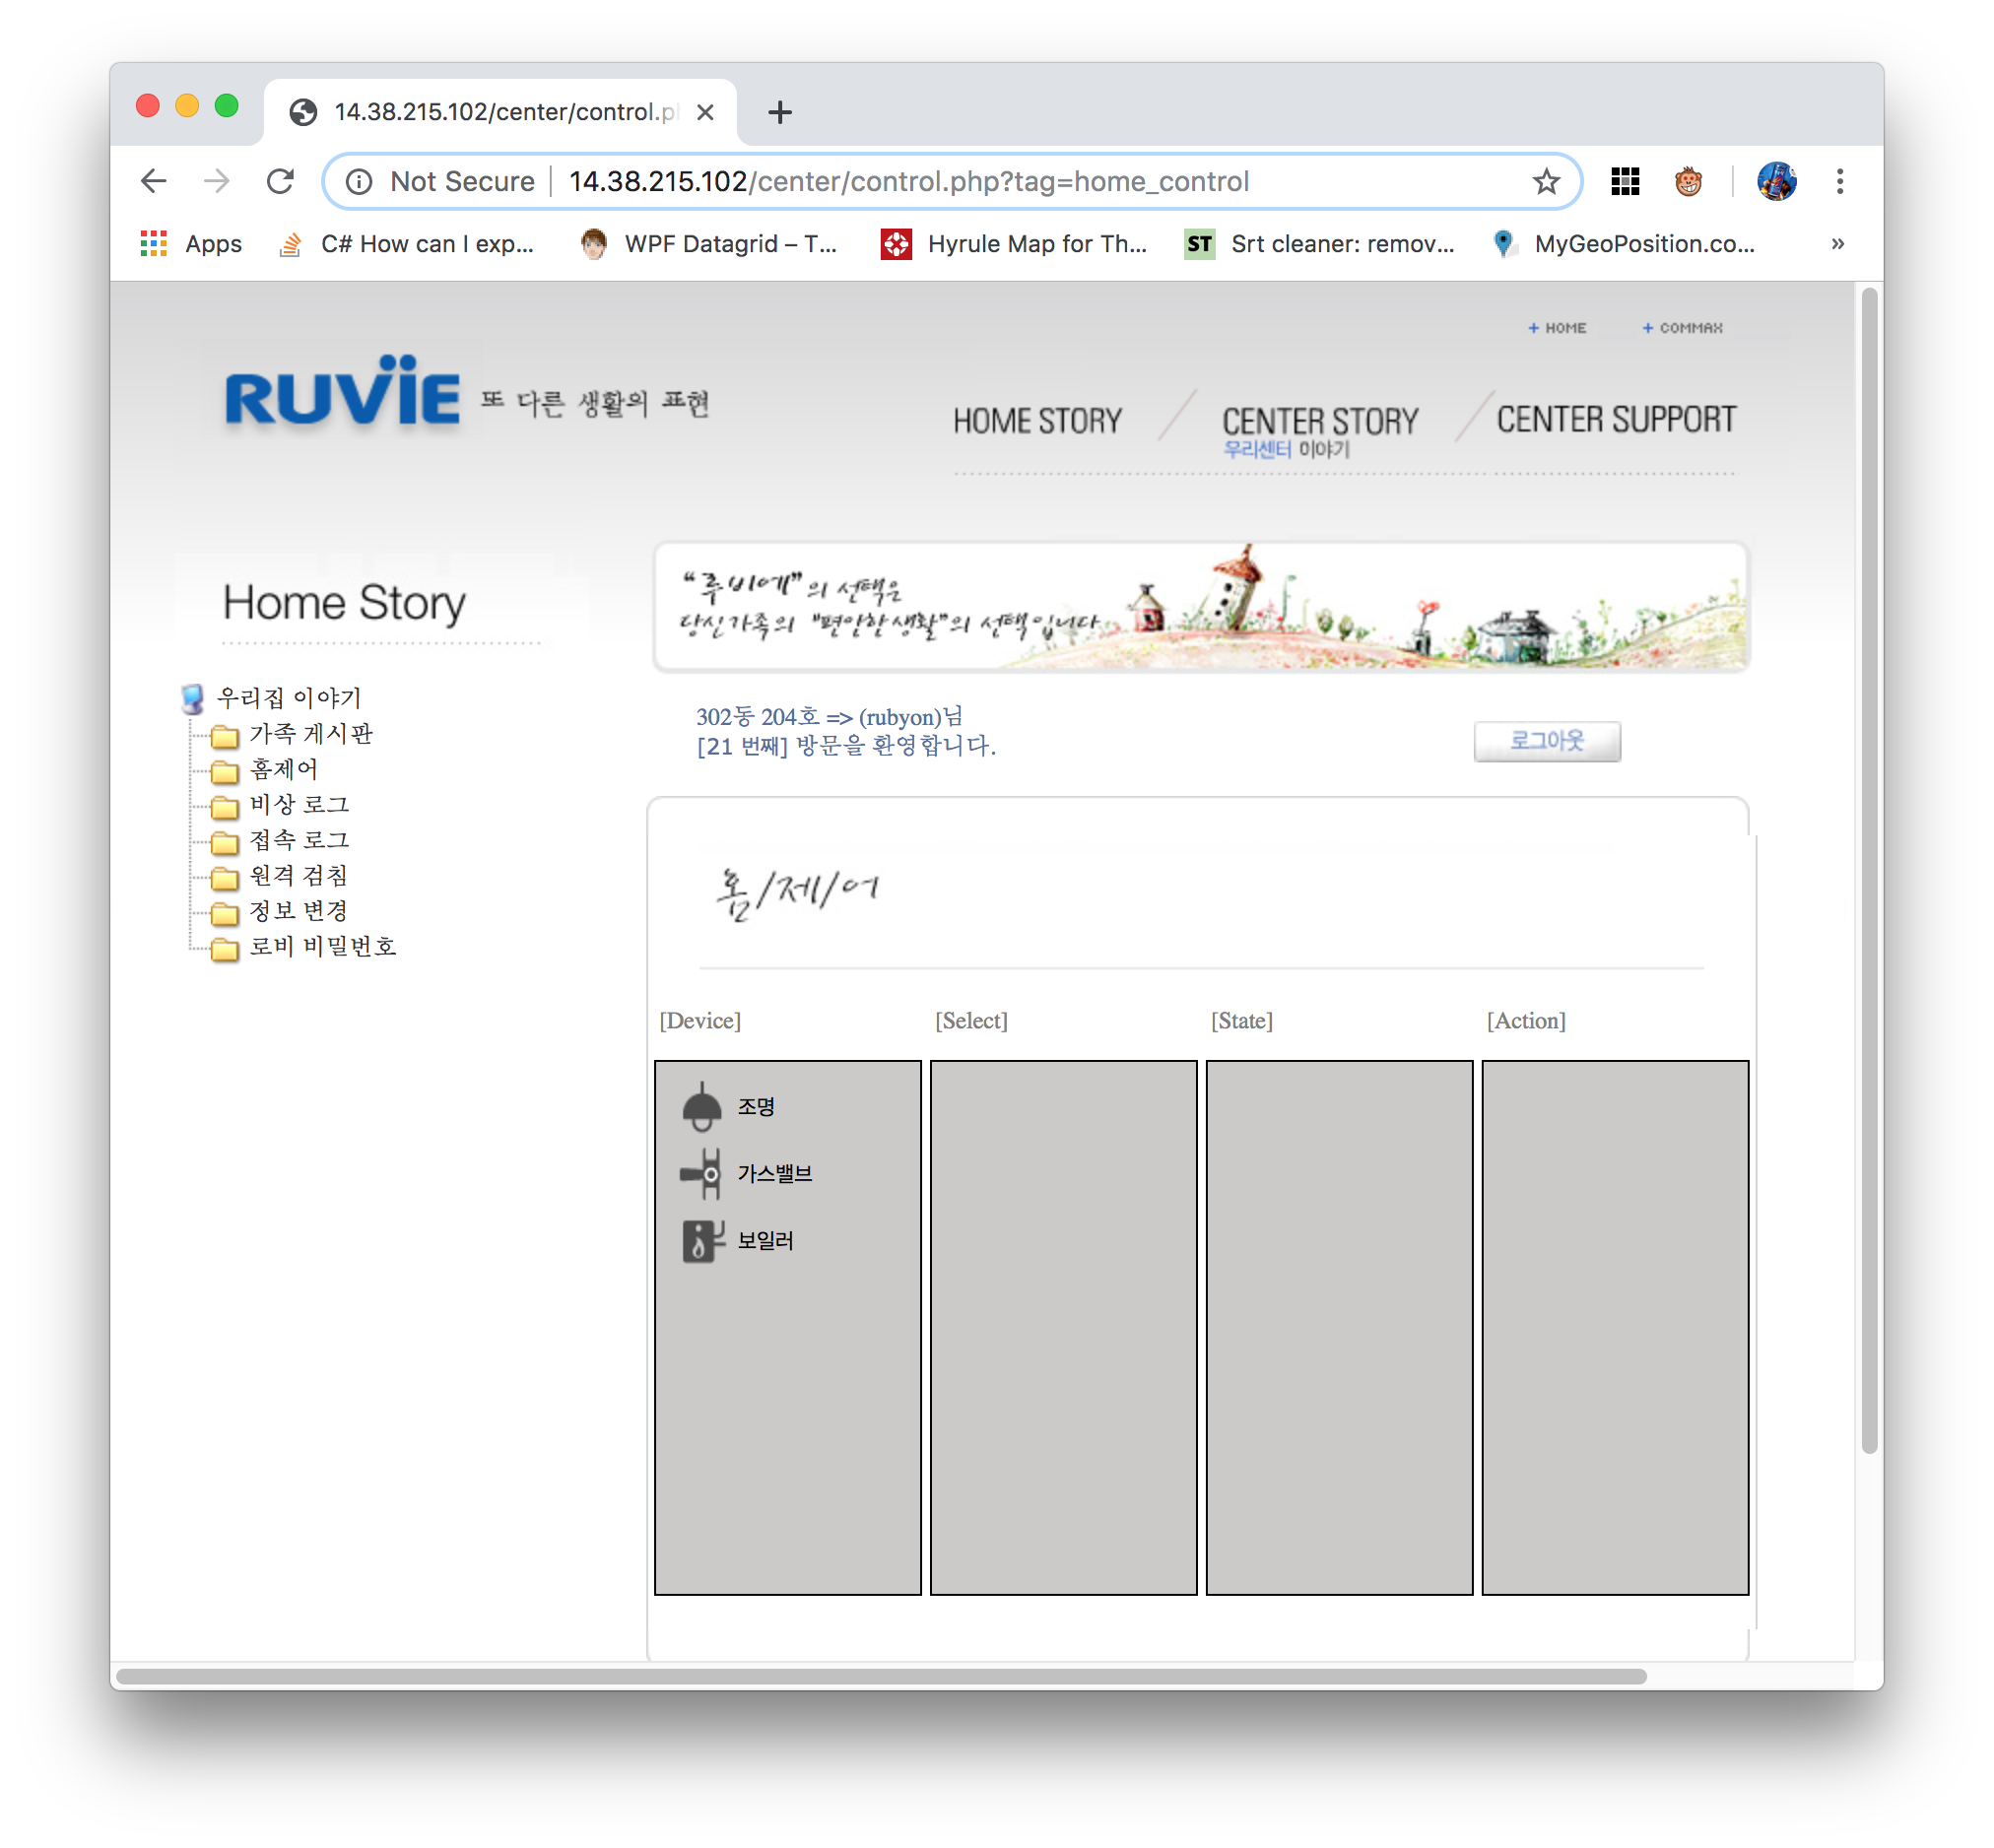 14.38.215.102/center/control.p
Not Secure
14.38.215.102/center/control.php?tag=home_control
Apps
C# How can I exp...
WPF Datagrid – T...
Hyrule Map for Th...
ST
Srt cleaner: remov...
MyGeoPosition.co...
»
+ HOME
+ COMMAX
RUVIE
또 다른 생활의 표현
HOME STORY
CENTER STORY
CENTER SUPPORT
우리센터 이야기
Home Story
“루비에”의 선택은
당신가족의 "편안한생활"의 선택입니다
우리집 이야기
가족 게시판
홈제어
비상 로그
접속 로그
원격 검침
정보 변경
로비 비밀번호
302동 204호 => (rubyon)님
[21 번째] 방문을 환영합니다.
로그아웃
홈/제/어
[Device]
[Select]
[State]
[Action]
조명
가스밸브
보일러